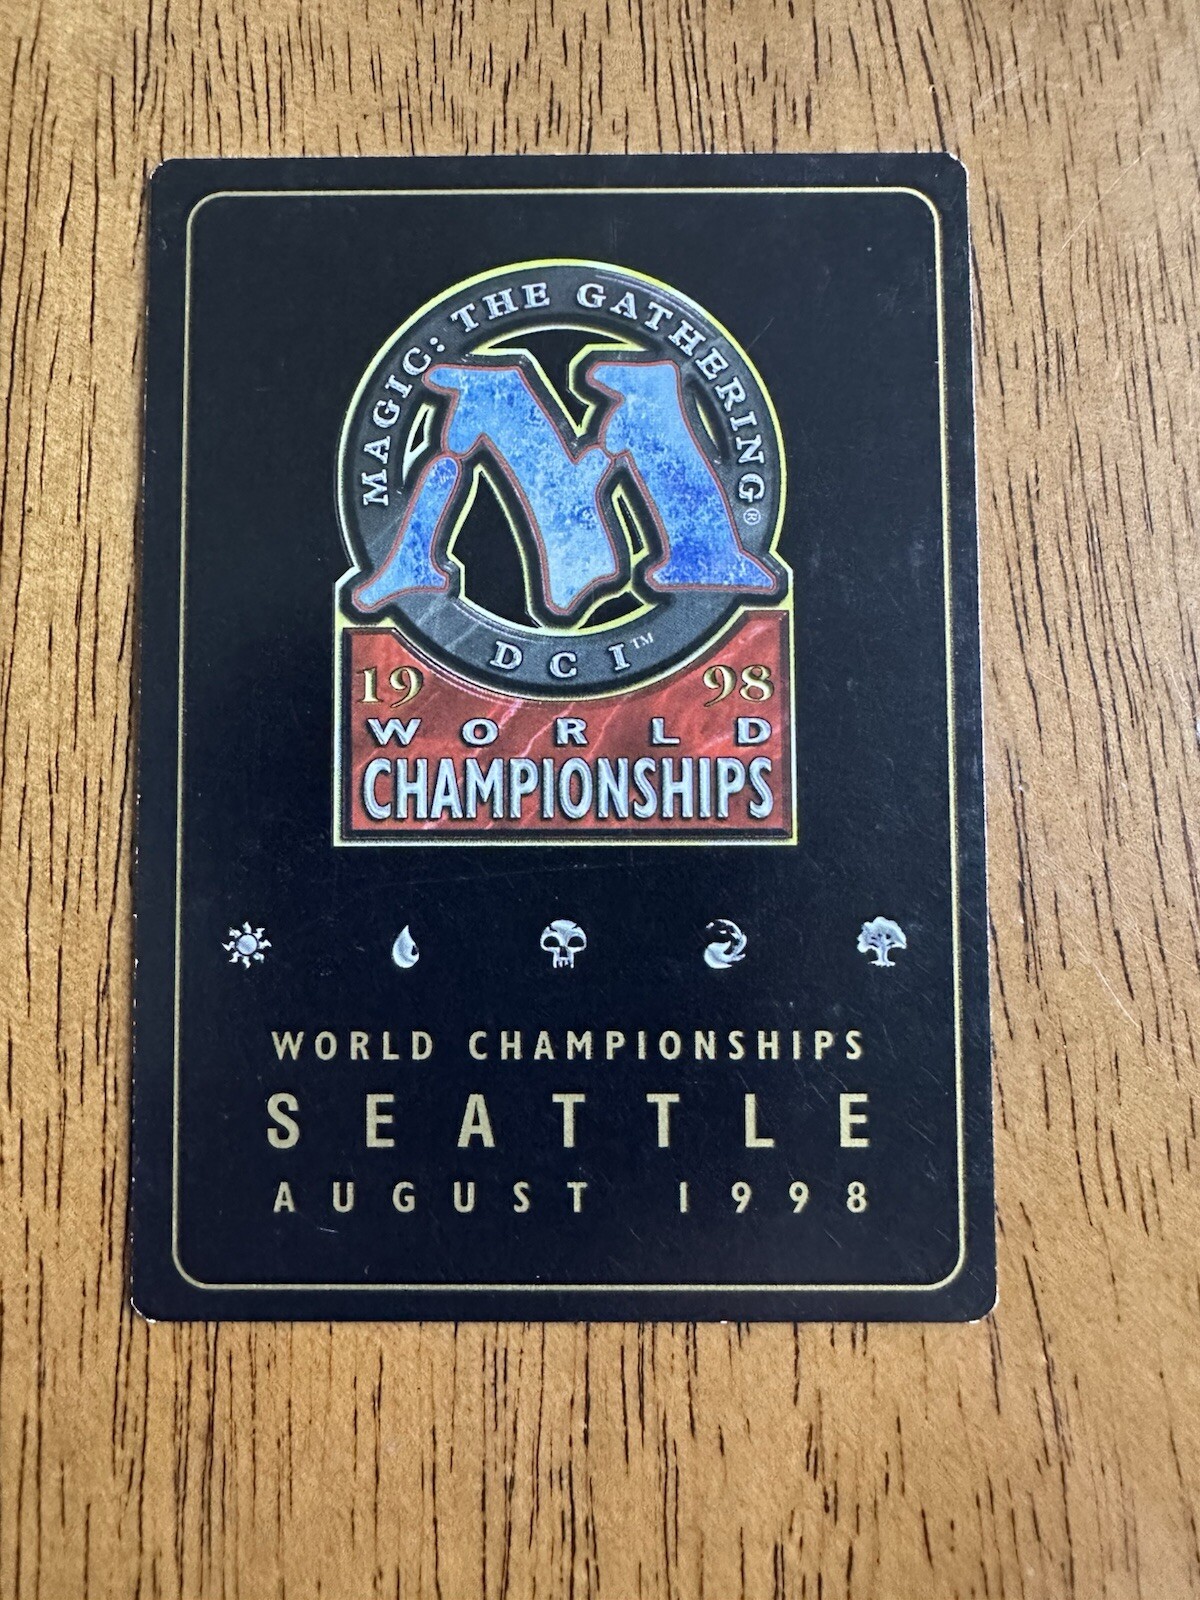 MAGIC: THE GATHERING®
DCI™
1998
WORLD
CHAMPIONSHIPS
WORLD CHAMPIONSHIPS
SEATTLE
AUGUST 1998